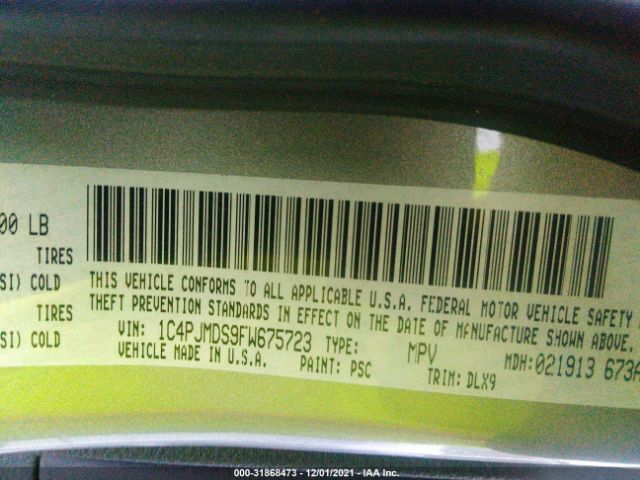 00 LB
TIRES
SI) COLD
TIRES
SI) COLD
THIS VEHICLE CONFORMS TO ALL APPLICABLE U.S.A. FEDERAL MOTOR VEHICLE SAFETY
THEFT PREVENTION STANDARDS IN EFFECT ON THE DATE OF MANUFACTURE SHOWN ABOVE.
VIN: 1C4PJMDS9FW675723 TYPE: MPV MDH:021913 673A
VEHICLE MADE IN U.S.A. PAINT: PSC TRIM: DLX9
000-31868473 - 12/01/2021 - IAA Inc.